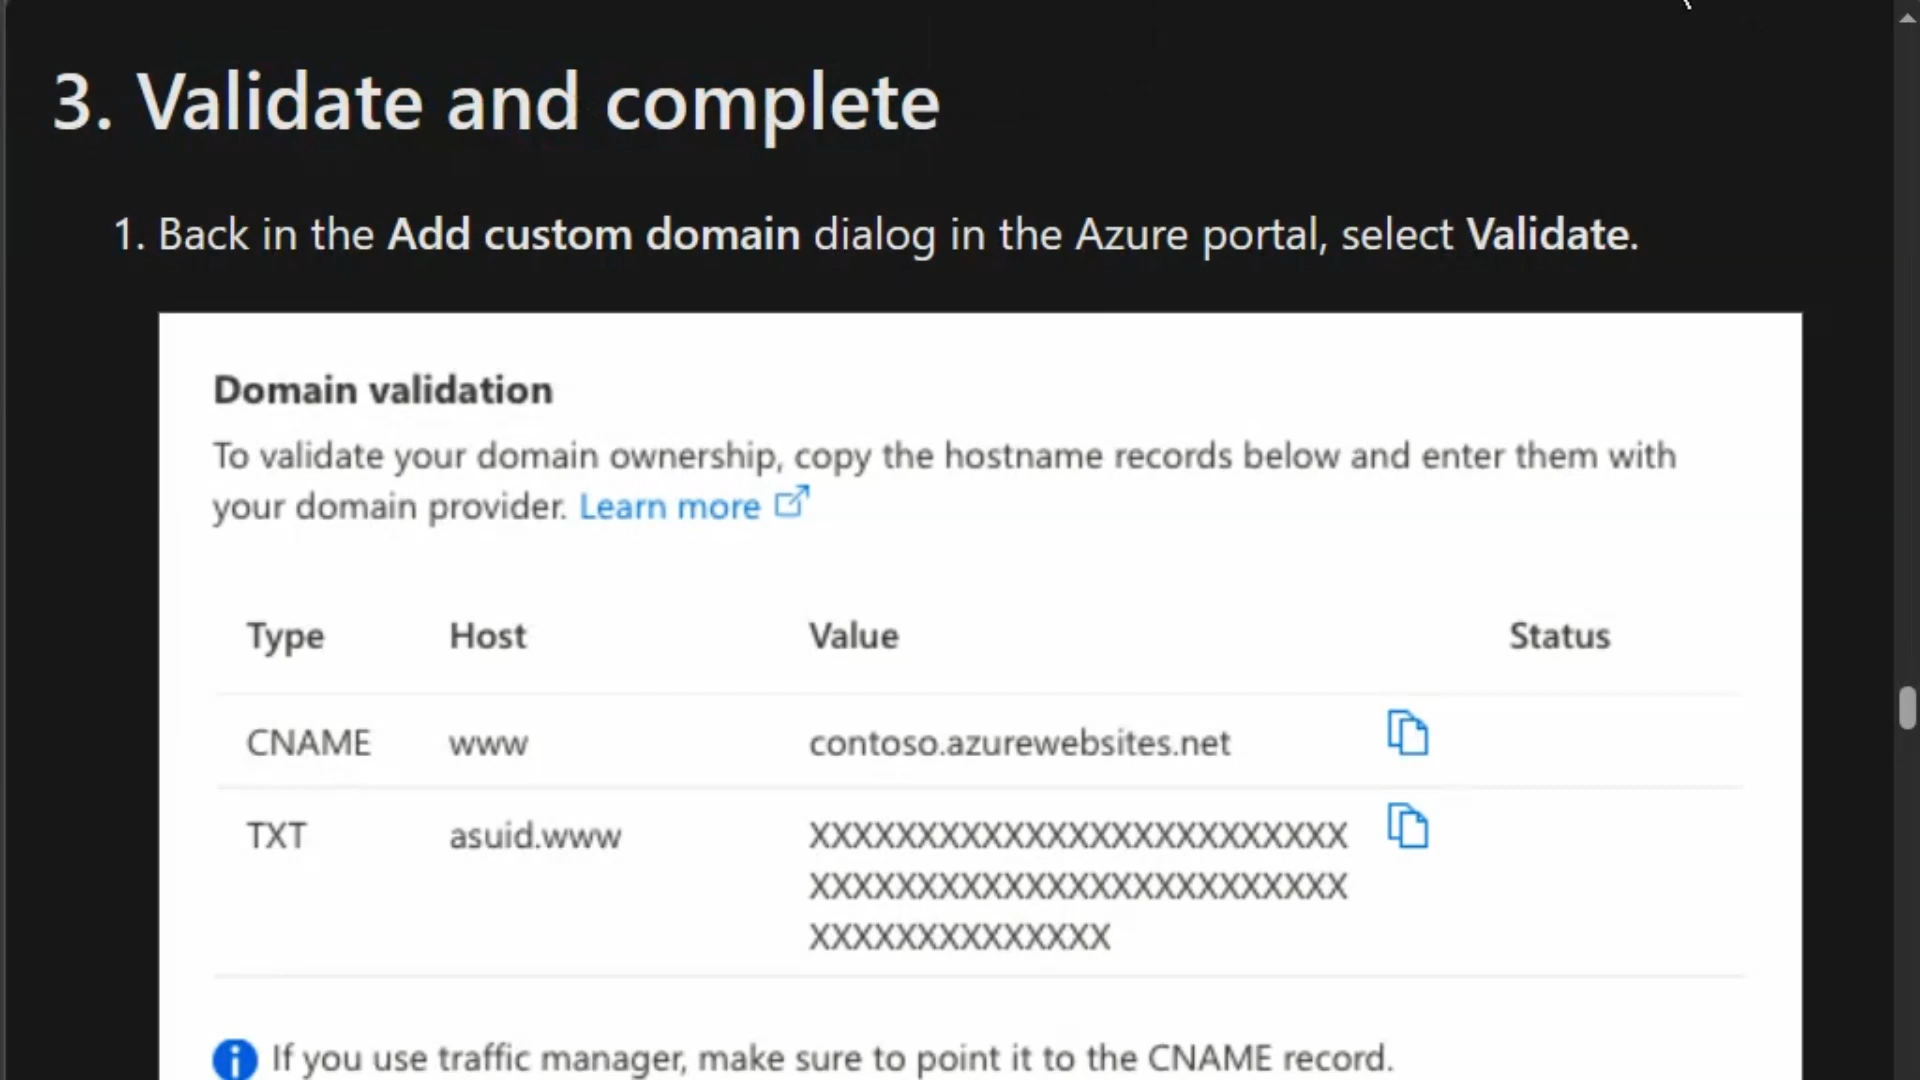 3. Validate and complete
1. Back in the Add custom domain dialog in the Azure portal, select Validate.
Domain validation
To validate your domain ownership, copy the hostname records below and enter them with
your domain provider. Learn more
Type Host Value Status
CNAME www contoso.azurewebsites.net
TXT asuid.www XXXXXXXXXXXXXXXXXXXXXXXXX
XXXXXXXXXXXXXXXXXXXXXXXXX
XXXXXXXXXXXXXX
If you use traffic manager, make sure to point it to the CNAME record.